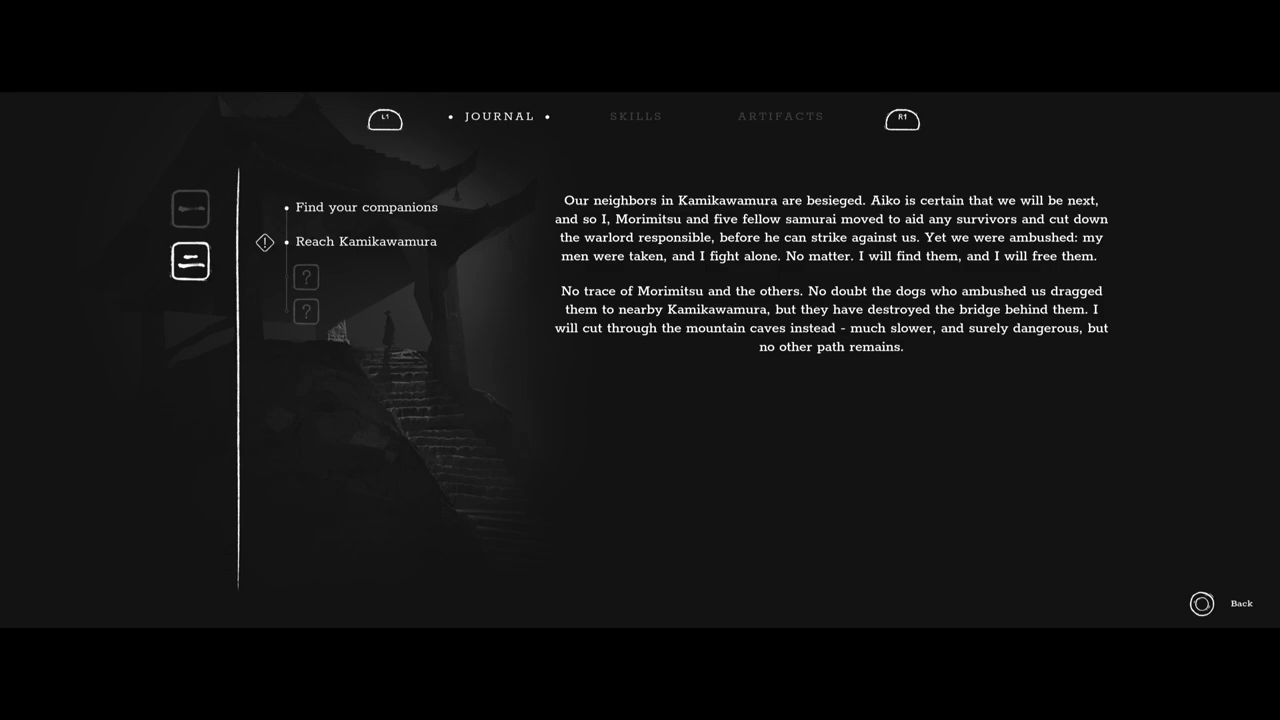 L1
• JOURNAL •
SKILLS
ARTIFACTS
R1
一
二
• Find your companions
! • Reach Kamikawamura
?
?
Our neighbors in Kamikawamura are besieged. Aiko is certain that we will be next,
and so I, Morimitsu and five fellow samurai moved to aid any survivors and cut down
the warlord responsible, before he can strike against us. Yet we were ambushed: my
men were taken, and I fight alone. No matter. I will find them, and I will free them.
No trace of Morimitsu and the others. No doubt the dogs who ambushed us dragged
them to nearby Kamikawamura, but they have destroyed the bridge behind them. I
will cut through the mountain caves instead - much slower, and surely dangerous, but
no other path remains.
Back